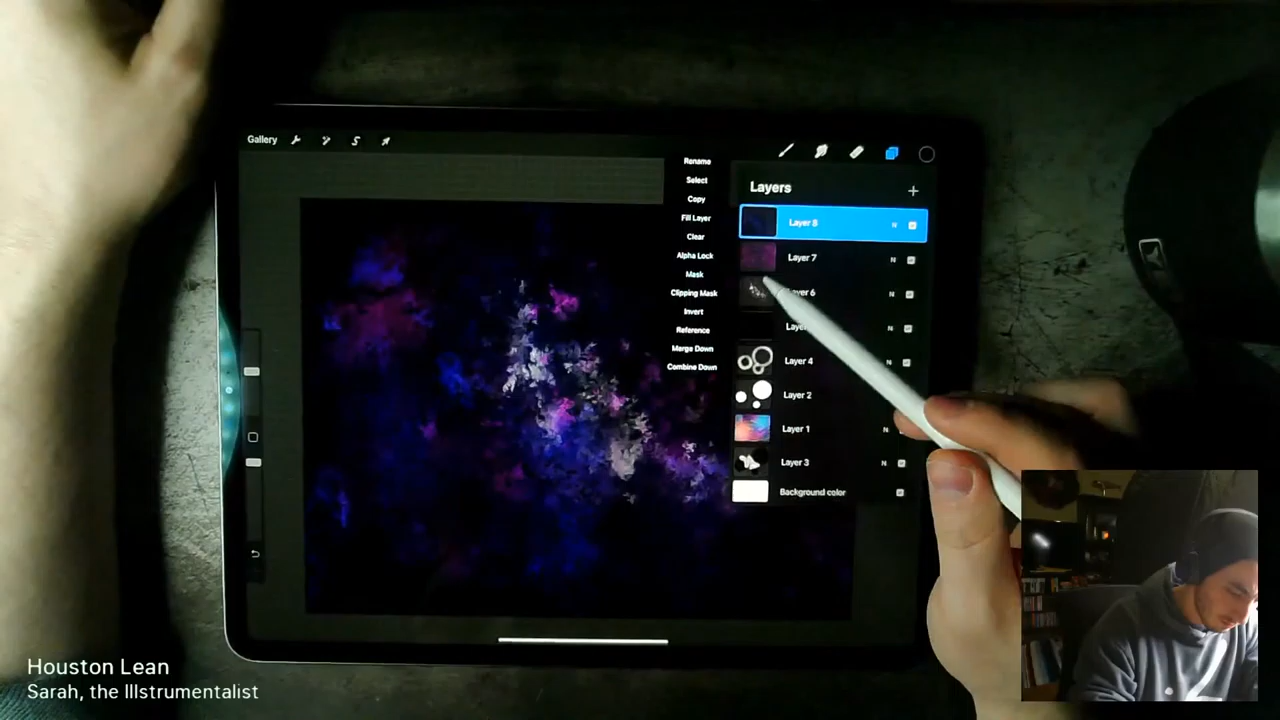 Gallery
Rename
Select
Copy
Fill Layer
Clear
Alpha Lock
Mask
Clipping Mask
Invert
Reference
Merge Down
Combine Down
Layers
Layer 8 N
Layer 7 N
N
N
Layer 4 N
Layer 2
Layer 1 N
Layer 3 N
Background color
Houston Lean
Sarah, the Illstrumentalist